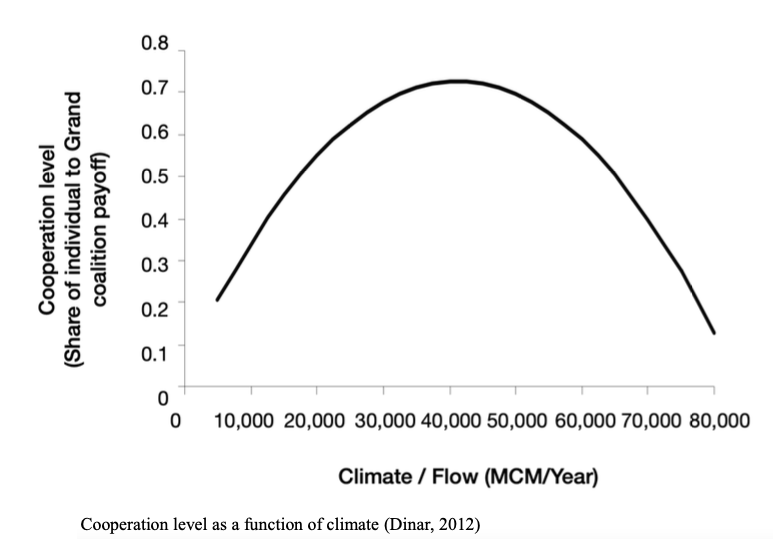 Cooperation level
(Share of individual to Grand
coalition payoff)
0.8
0.7
0.6
0.5
0.4
0.3
0.2
0.1
0
0 10,000 20,000 30,000 40,000 50,000 60,000 70,000 80,000
Climate / Flow (MCM/Year)
Cooperation level as a function of climate (Dinar, 2012)